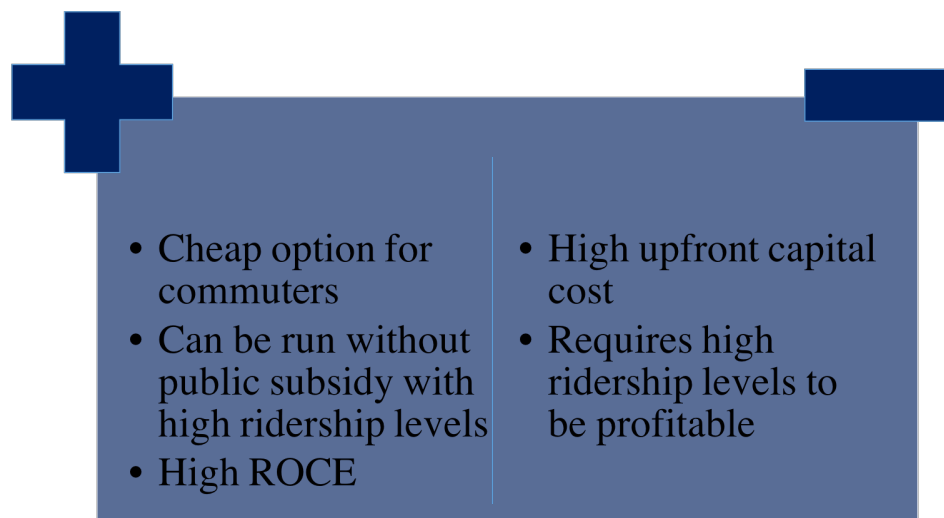 • Cheap option for
commuters
• Can be run without
public subsidy with
high ridership levels
• High ROCE
• High upfront capital
cost
• Requires high
ridership levels to
be profitable